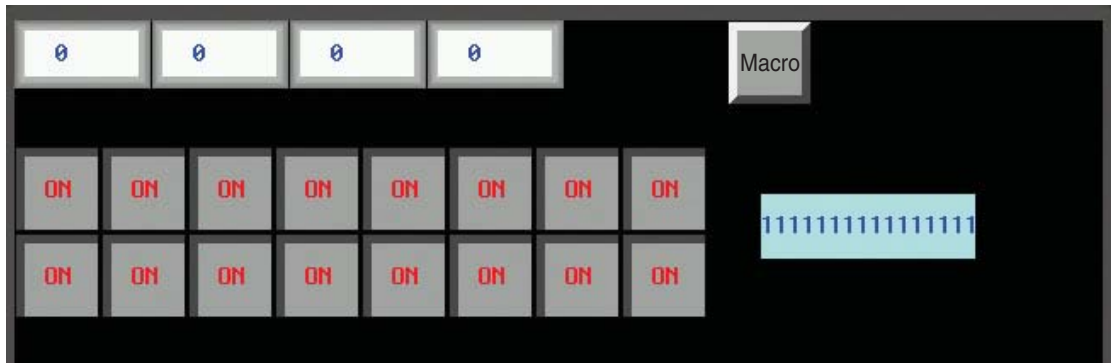 0 0 0 0 Macro
ON ON ON ON ON ON ON ON
1111111111111111
ON ON ON ON ON ON ON ON